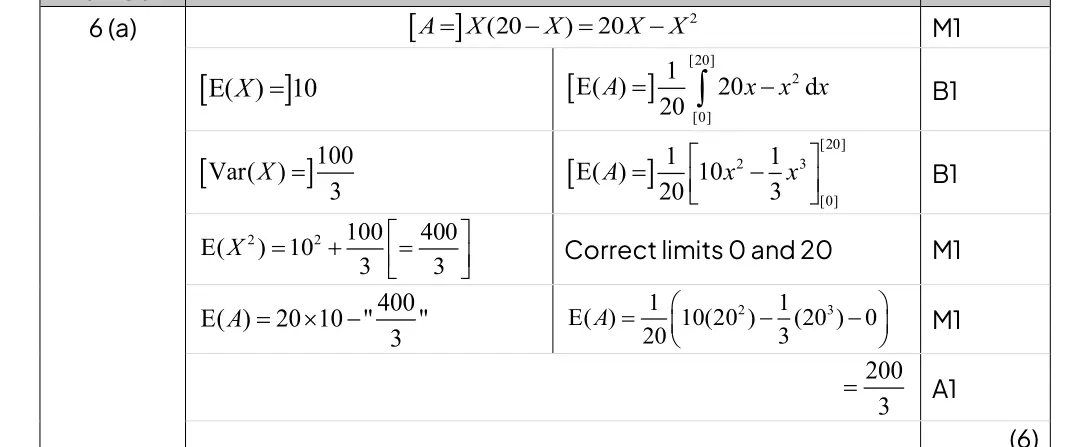 6 (a)
[A =] X(20 − X) = 20X − X²
M1
[E(X) =] 10
[E(A) =] 1/20 ∫_[0]^[20] 20x − x² dx
B1
[Var(X) =] 100/3
[E(A) =] 1/20 [10x² − 1/3 x³]_[0]^[20]
B1
E(X²) = 10² + 100/3 [= 400/3]
Correct limits 0 and 20
M1
E(A) = 20×10 − "400/3"
E(A) = 1/20 (10(20²) − 1/3 (20³) − 0)
M1
= 200/3
A1
(6)